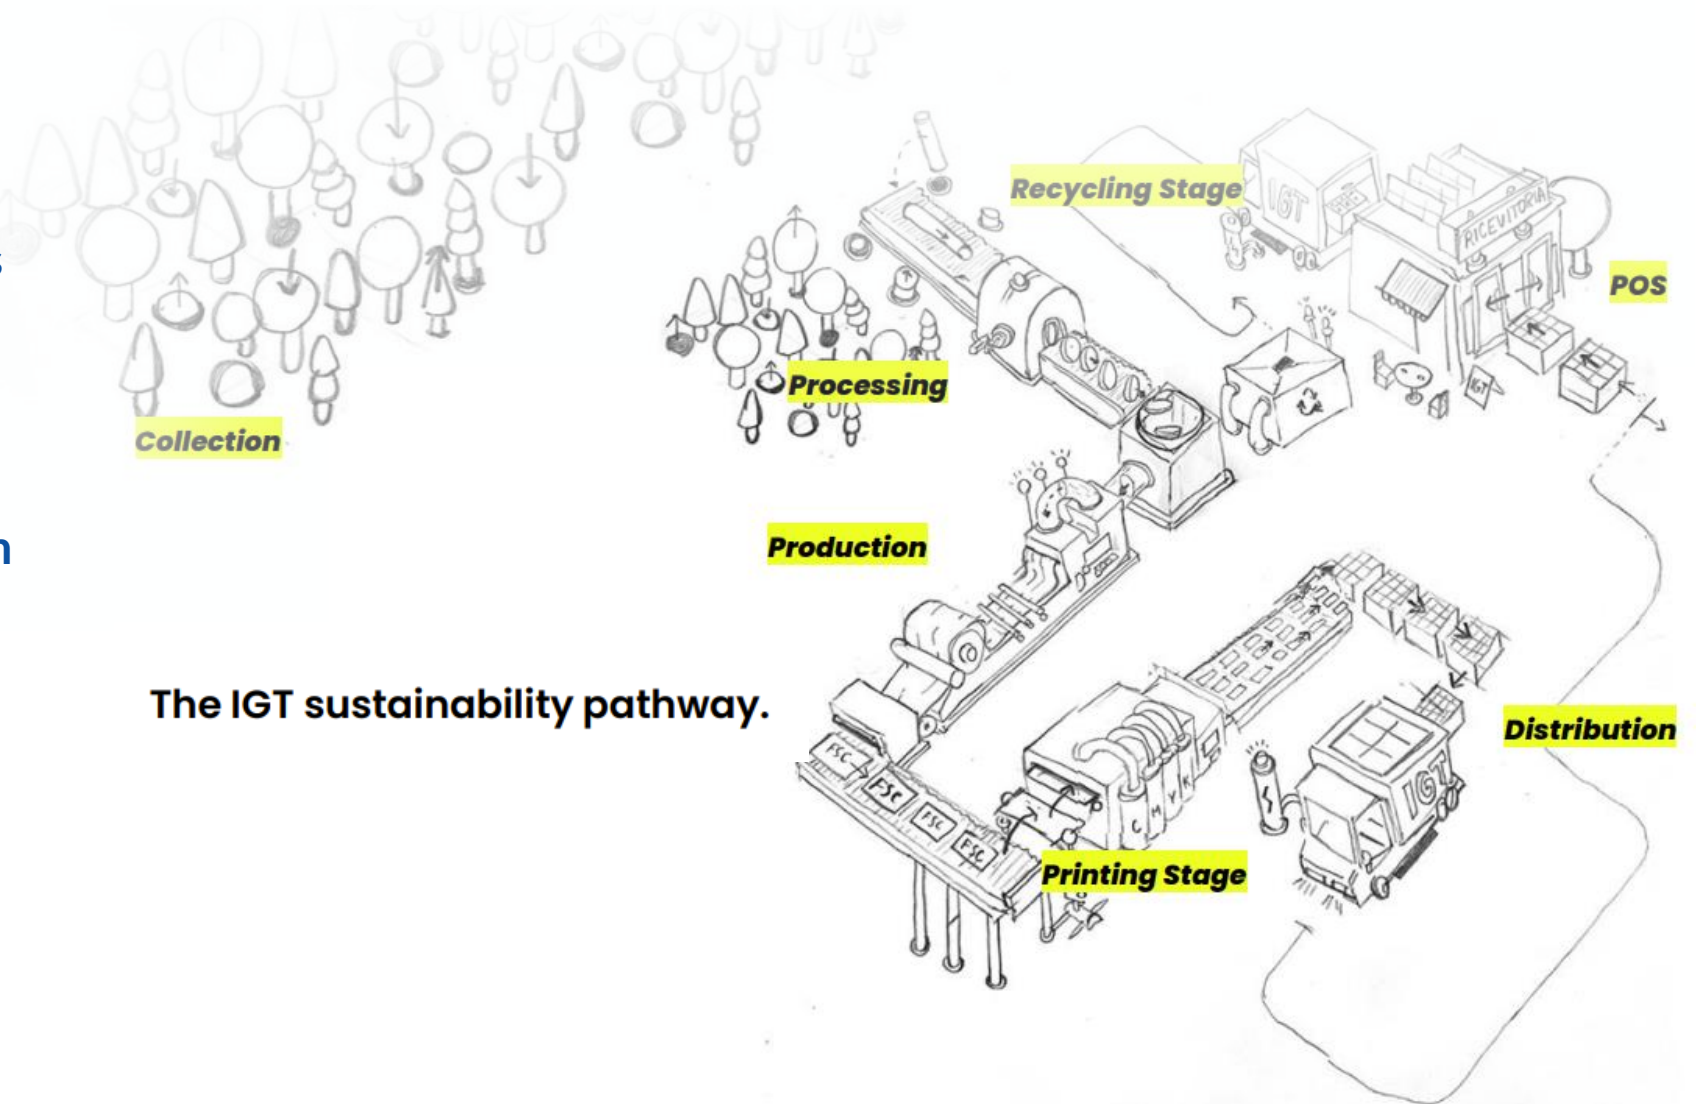 Recycling Stage
IGT
RICEVITORIA
POS
Processing
IGT
Collection
Production
The IGT sustainability pathway.
Distribution
IGT
FSC
FSC
FSC
FSC
C M Y K
Printing Stage